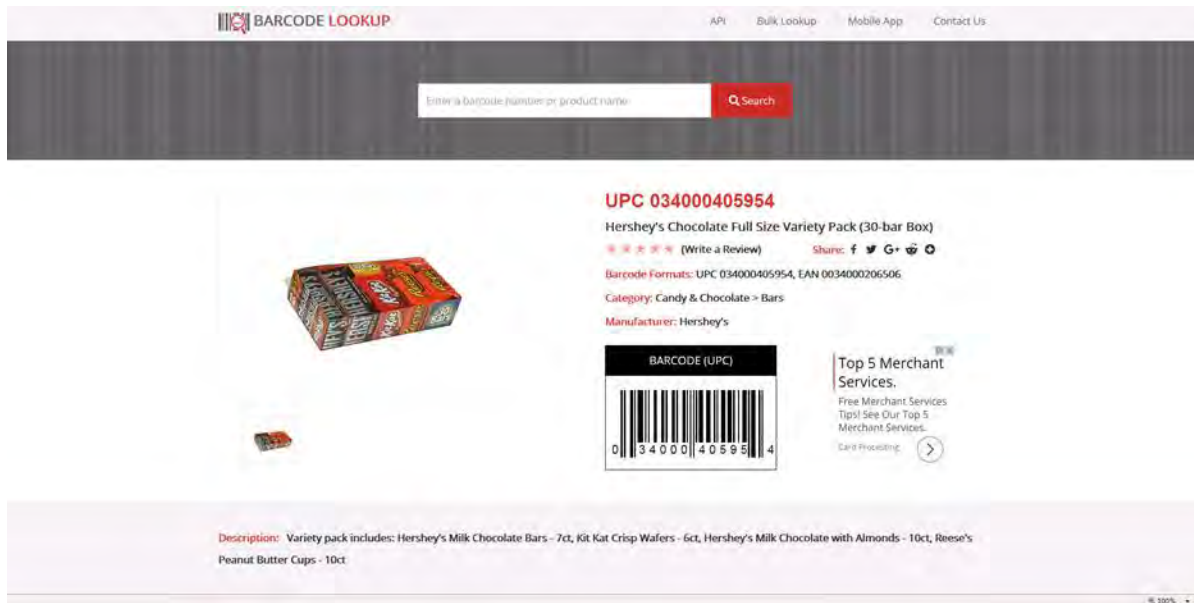 BARCODE LOOKUP
API Bulk Lookup Mobile App Contact Us
Enter a barcode number or product name
Search
UPC 034000405954
Hershey's Chocolate Full Size Variety Pack (30-bar Box)
(Write a Review) Share:
Barcode Formats: UPC 034000405954, EAN 0034000206506
Category: Candy & Chocolate > Bars
Manufacturer: Hershey's
BARCODE (UPC)
0 34000 40595 4
Top 5 Merchant
Services.
Free Merchant Services
Tips! See Our Top 5
Merchant Services.
Card Processing
Description: Variety pack includes: Hershey's Milk Chocolate Bars - 7ct, Kit Kat Crisp Wafers - 6ct, Hershey's Milk Chocolate with Almonds - 10ct, Reese's
Peanut Butter Cups - 10ct
100%